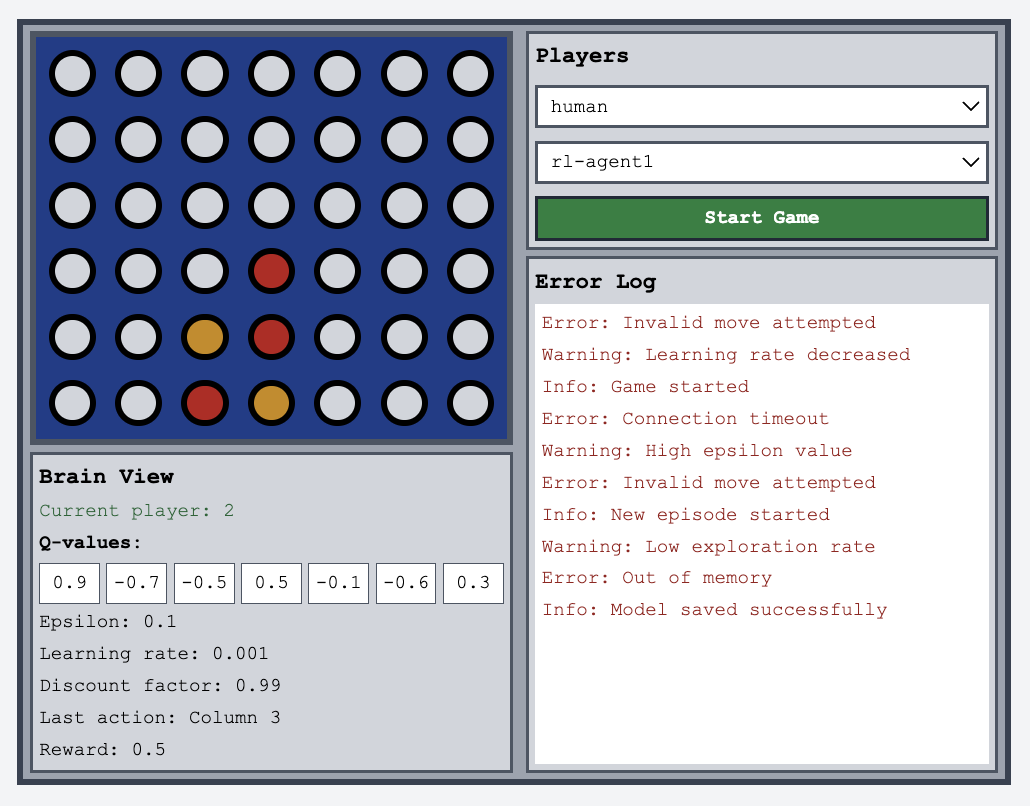 Players
human
rl-agent1
Start Game
Error Log
Error: Invalid move attempted
Warning: Learning rate decreased
Info: Game started
Error: Connection timeout
Warning: High epsilon value
Error: Invalid move attempted
Info: New episode started
Warning: Low exploration rate
Error: Out of memory
Info: Model saved successfully
Brain View
Current player: 2
Q-values:
0.9 -0.7 -0.5 0.5 -0.1 -0.6 0.3
Epsilon: 0.1
Learning rate: 0.001
Discount factor: 0.99
Last action: Column 3
Reward: 0.5